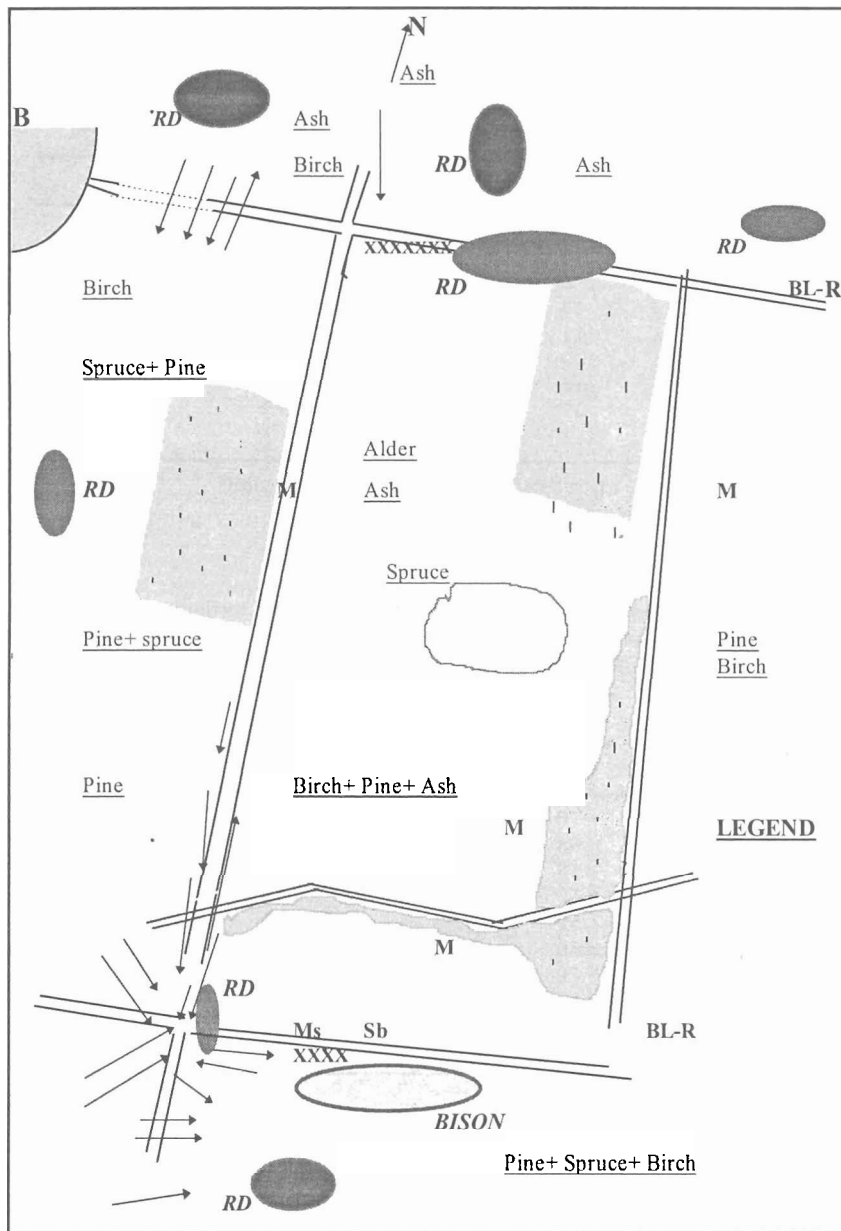 N
Ash
B
RD
Ash
Birch
RD
Ash
RD
XXXXXXX
RD
BL-R
Birch
Spruce+ Pine
Alder
RD
M
Ash
M
Spruce
Pine+ spruce
Pine
Birch
Pine
Birch+ Pine+ Ash
M
LEGEND
M
RD
Ms Sb
BL-R
XXXX
BISON
Pine+ Spruce+ Birch
RD